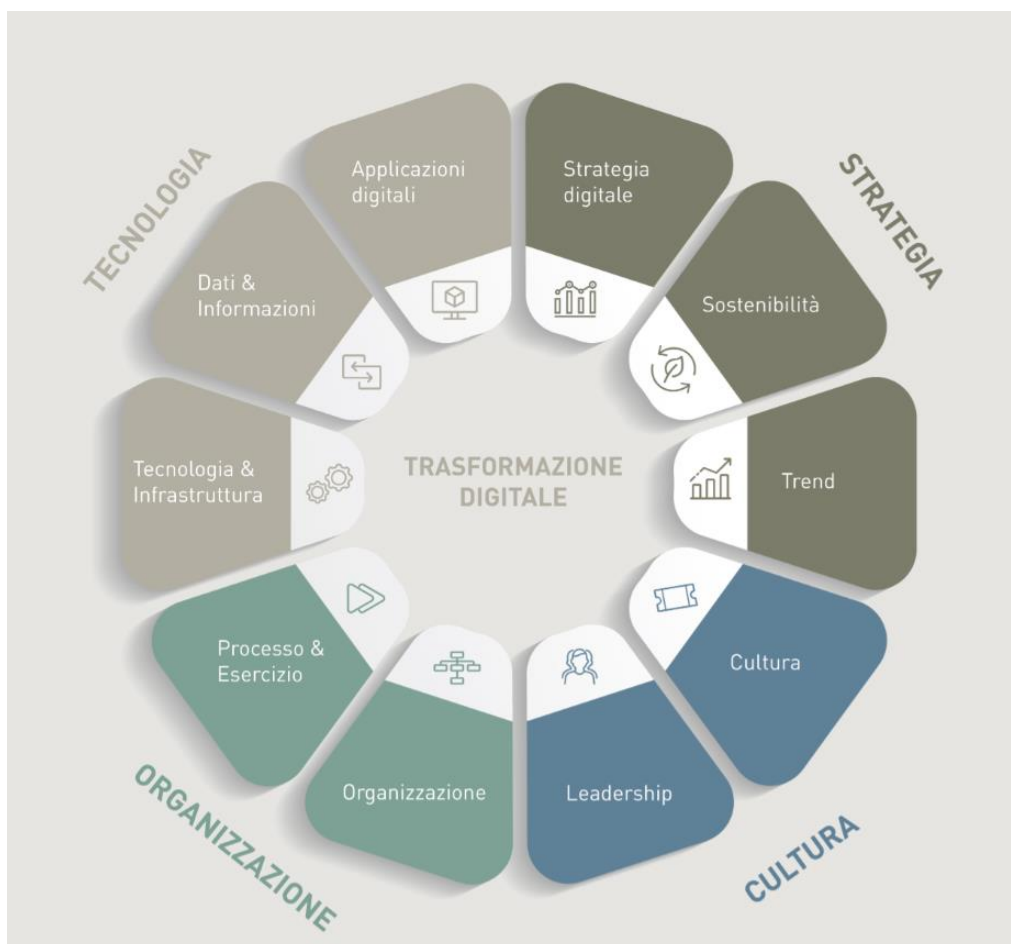 TECNOLOGIA
STRATEGIA
Applicazioni
digitali
Strategia
digitale
Dati &
Informazioni
Sostenibilità
Tecnologia &
Infrastruttura
TRASFORMAZIONE
DIGITALE
Trend
Processo &
Esercizio
Cultura
Organizzazione
Leadership
ORGANIZZAZIONE
CULTURA